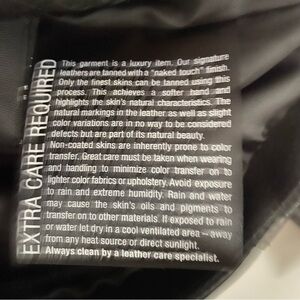 EXTRA CARE REQUIRED
This garment is a luxury item. Our signature
leathers are tanned with a "naked touch" finish.
Only the finest skins can be tanned using this
process. This achieves a softer hand and
highlights the skin's natural characteristics. The
natural markings in the leather as well as slight
color variations are in no way to be considered
defects but are part of its natural beauty.
Non-coated skins are inherently prone to color
transfer. Great care must be taken when wearing
and handling to minimize color transfer on to
lighter color fabrics or upholstery. Avoid exposure
to rain and extreme humidity. Rain and water
may cause the skin's oils and pigments to
transfer on to other materials. If exposed to rain
or water let dry in a cool ventilated area – away
from any heat source or direct sunlight.
Always clean by a leather care specialist.